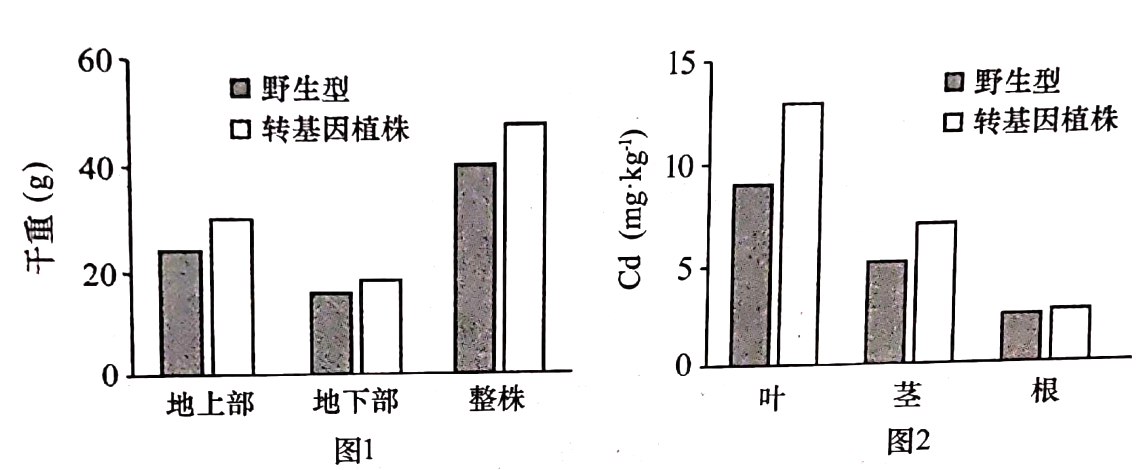 60
40
20
0
干重 (g)
野生型
转基因植株
地上部 地下部 整株
图1
15
10
5
0
Cd (mg·kg⁻¹)
野生型
转基因植株
叶 茎 根
图2